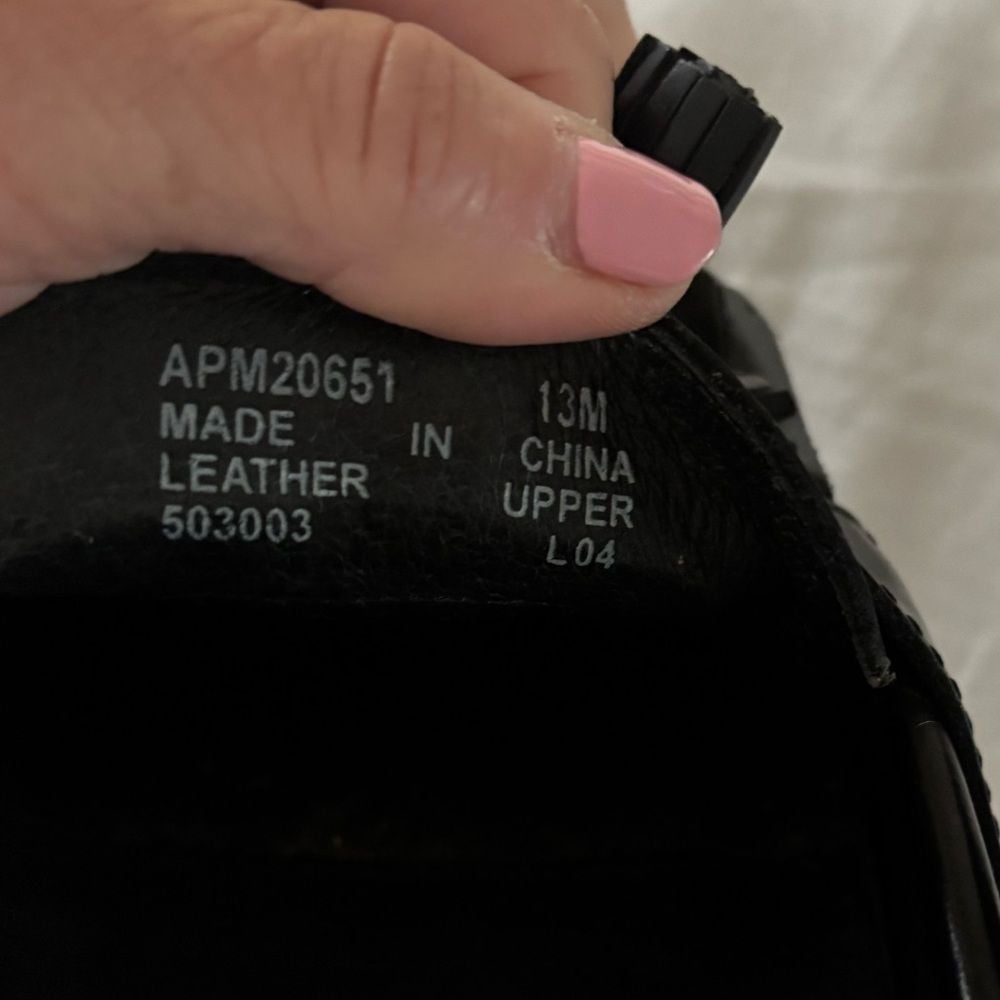 APM20651 13M
MADE IN CHINA
LEATHER UPPER
503003 L04